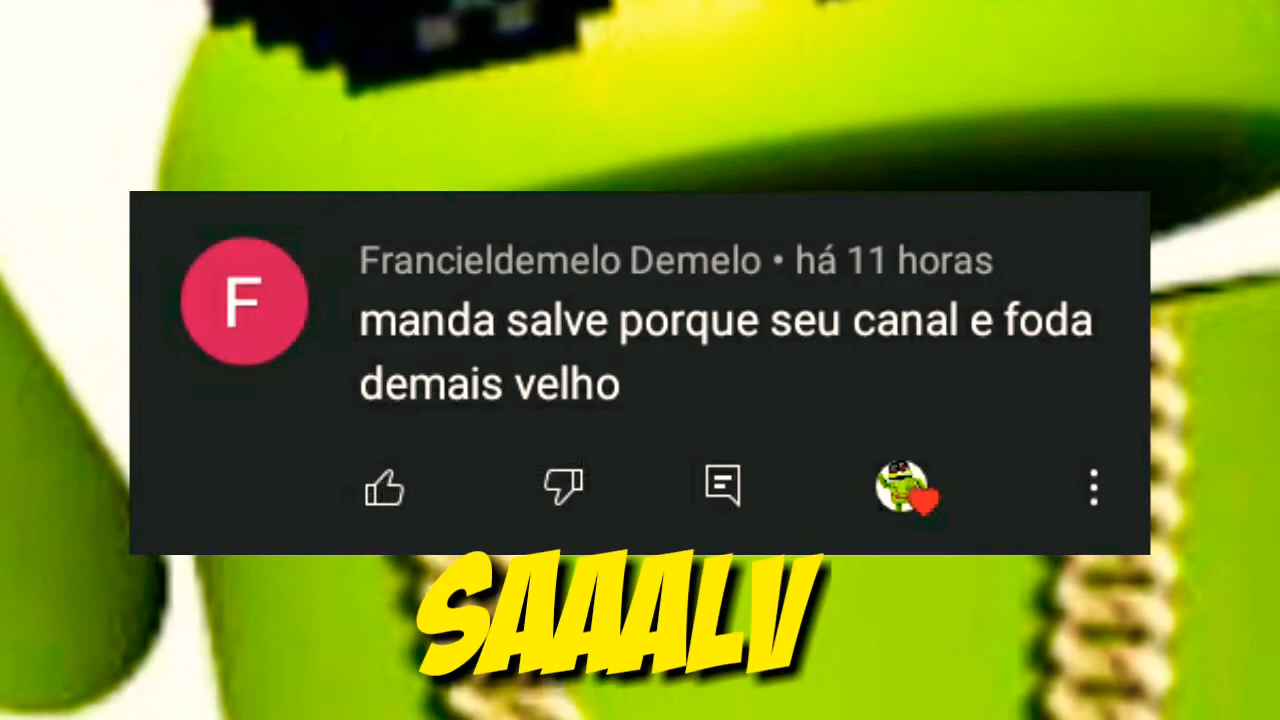 F
Francieldemelo Demelo • há 11 horas
manda salve porque seu canal e foda
demais velho
SAAALV